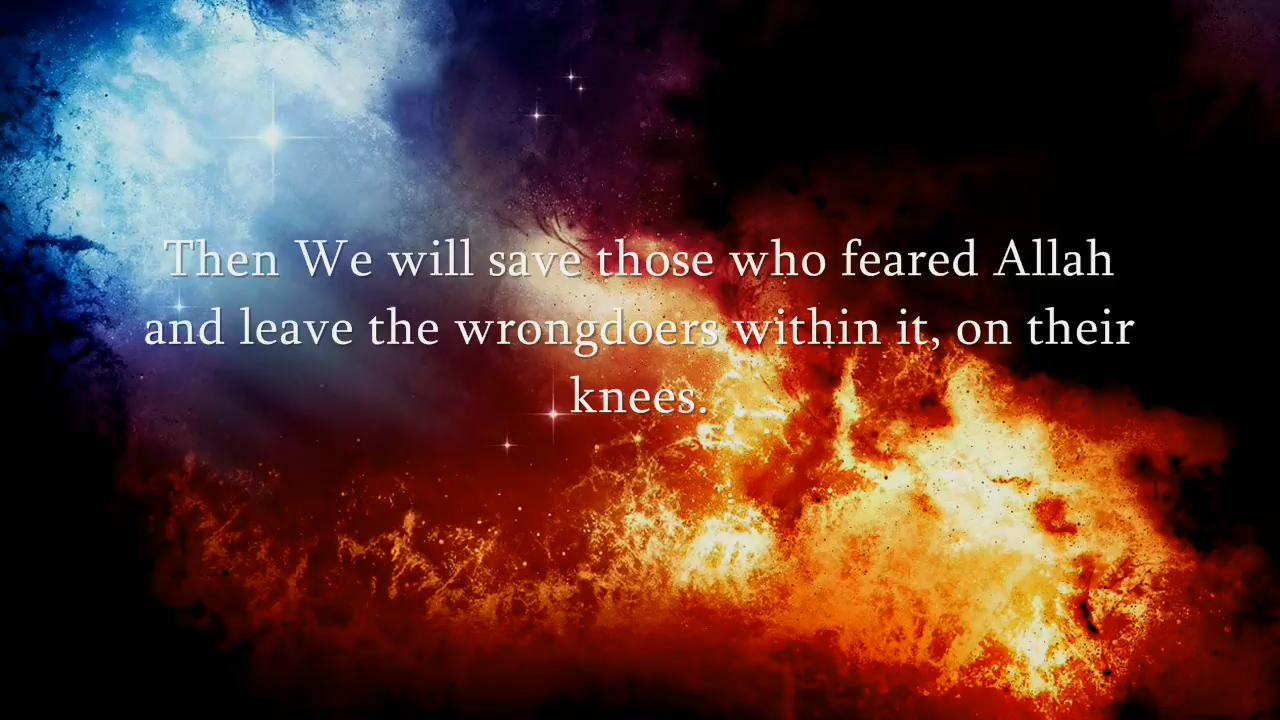 Then We will save those who feared Allah
and leave the wrongdoers within it, on their
knees.